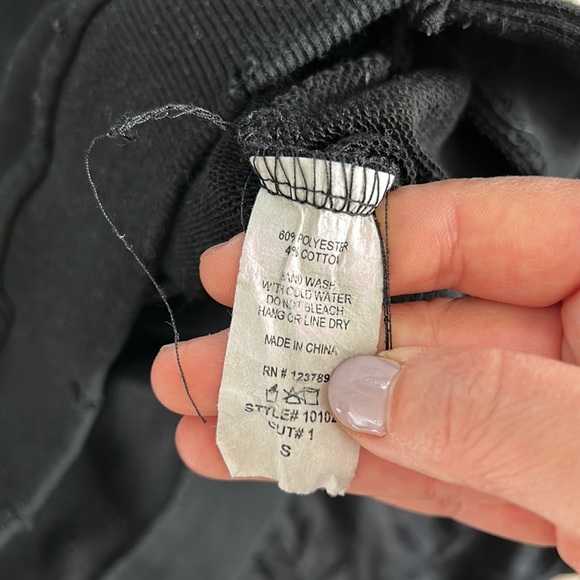 60% POLYESTER
4% COTTON
HAND WASH
WITH COLD WATER
DO NOT BLEACH
HANG OR LINE DRY
MADE IN CHINA
RN # 123789
STYLE# 10102
CUT# 1
S